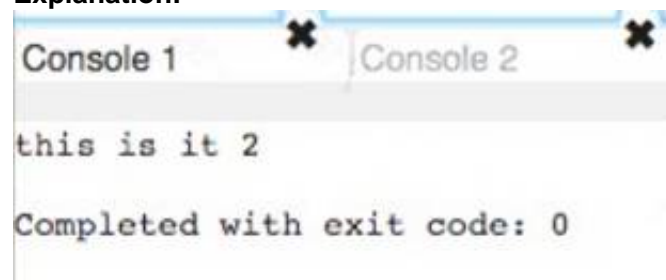 Explanation:
Console 1 Console 2
this is it 2
Completed with exit code: 0